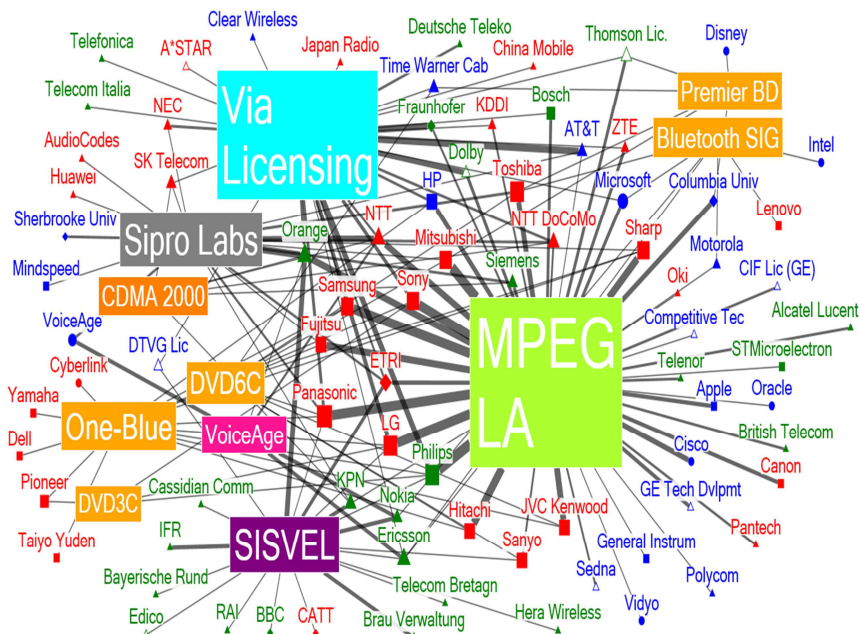 Clear Wireless
Deutsche Teleko
Thomson Lic.
Disney
Telefonica
A*STAR
Japan Radio
Time Warner Cab
China Mobile
Telecom Italia
NEC
Via
Licensing
Fraunhofer
KDDI
Bosch
Premier BD
AudioCodes
SK Telecom
Dolby
AT&T
ZTE
Bluetooth SIG
Intel
Huawei
HP
Toshiba
Microsoft
Columbia Univ
Sherbrooke Univ
Sipro Labs
Orange
NTT
Mitsubishi
NTT DoCoMo
Sharp
Lenovo
Mindspeed
CDMA 2000
Samsung
Sony
Siemens
Motorola
Oki
CIF Lic (GE)
VoiceAge
DTVG Lic
Fujitsu
MPEG
LA
Competitive Tec
Alcatel Lucent
Cyberlink
DVD6C
ETRI
Telenor
STMicroelectron
Yamaha
One-Blue
VoiceAge
Panasonic
LG
Apple
Oracle
Dell
Philips
Cisco
British Telecom
Pioneer
Cassidian Comm
KPN
Nokia
Canon
DVD3C
Hitachi
JVC Kenwood
GE Tech Dvlpmt
Taiyo Yuden
IFR
SISVEL
Ericsson
Sanyo
General Instrum
Pantech
Bayerische Rund
Telecom Bretagn
Sedna
Polycom
Edico
RAI
BBC
CATT
Brau Verwaltung
Hera Wireless
Vidyo